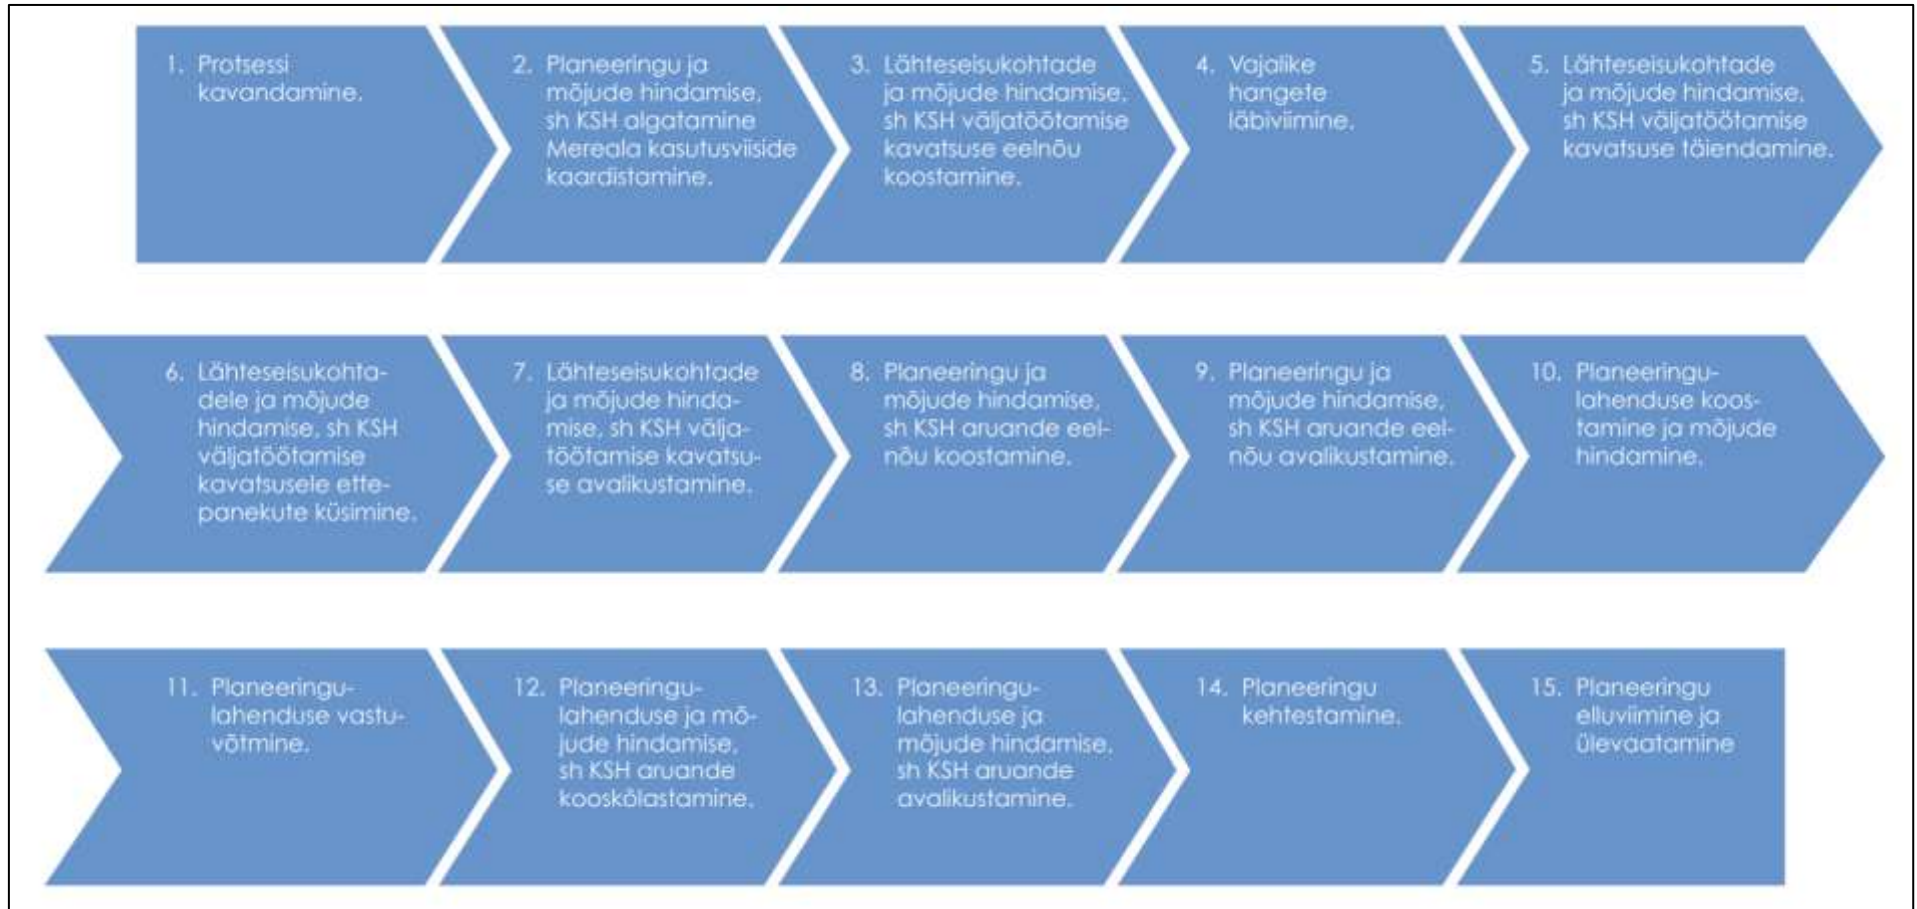 1. Protsessi
kavandamine.
2. Planeeringu ja
mõjude hindamise,
sh KSH algatamine
Mereala kasutusviiside
kaardistamine.
3. Lähteseisukohtade
ja mõjude hindamise,
sh KSH väljatöötamise
kavatsuse eelnõu
koostamine.
4. Vajalike
hangete
läbiviimine.
5. Lähteseisukohtade
ja mõjude hindamise,
sh KSH väljatöötamise
kavatsuse täiendamine.
6. Lähteseisukohta-
dele ja mõjude
hindamise, sh KSH
väljatöötamise
kavatsusele ette-
panekute küsimine.
7. Lähteseisukohtade
ja mõjude hinda-
mise, sh KSH välja-
töötamise kavatsu-
se avalikustamine.
8. Planeeringu ja
mõjude hindamise,
sh KSH aruande eel-
nõu koostamine.
9. Planeeringu ja
mõjude hindamise,
sh KSH aruande eel-
nõu avalikustamine.
10. Planeeringu-
lahenduse koos-
tamine ja mõjude
hindamine.
11. Planeeringu-
lahenduse vastu-
võtmine.
12. Planeeringu-
lahenduse ja mõ-
jude hindamise,
sh KSH aruande
kooskõlastamine.
13. Planeeringu-
lahenduse ja
mõjude hindamise,
sh KSH aruande
avalikustamine.
14. Planeeringu
kehtestamine.
15. Planeeringu
elluviimine ja
ülevaatamine